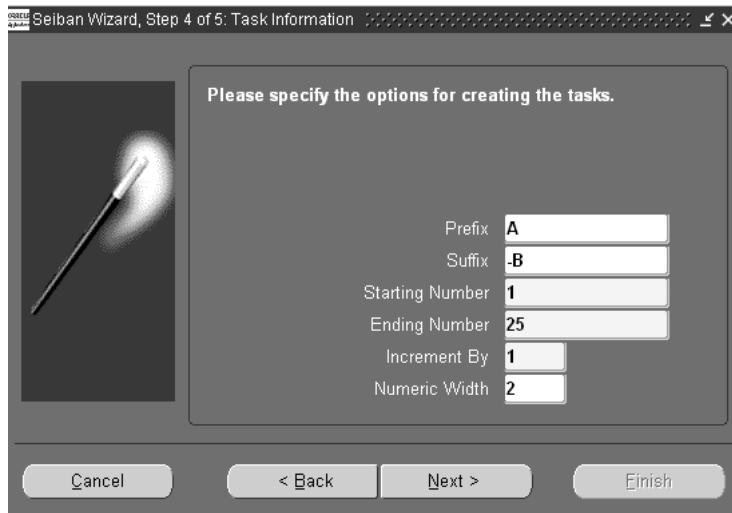 Seiban Wizard, Step 4 of 5: Task Information
Please specify the options for creating the tasks.
Prefix A
Suffix -B
Starting Number 1
Ending Number 25
Increment By 1
Numeric Width 2
Cancel < Back Next > Finish